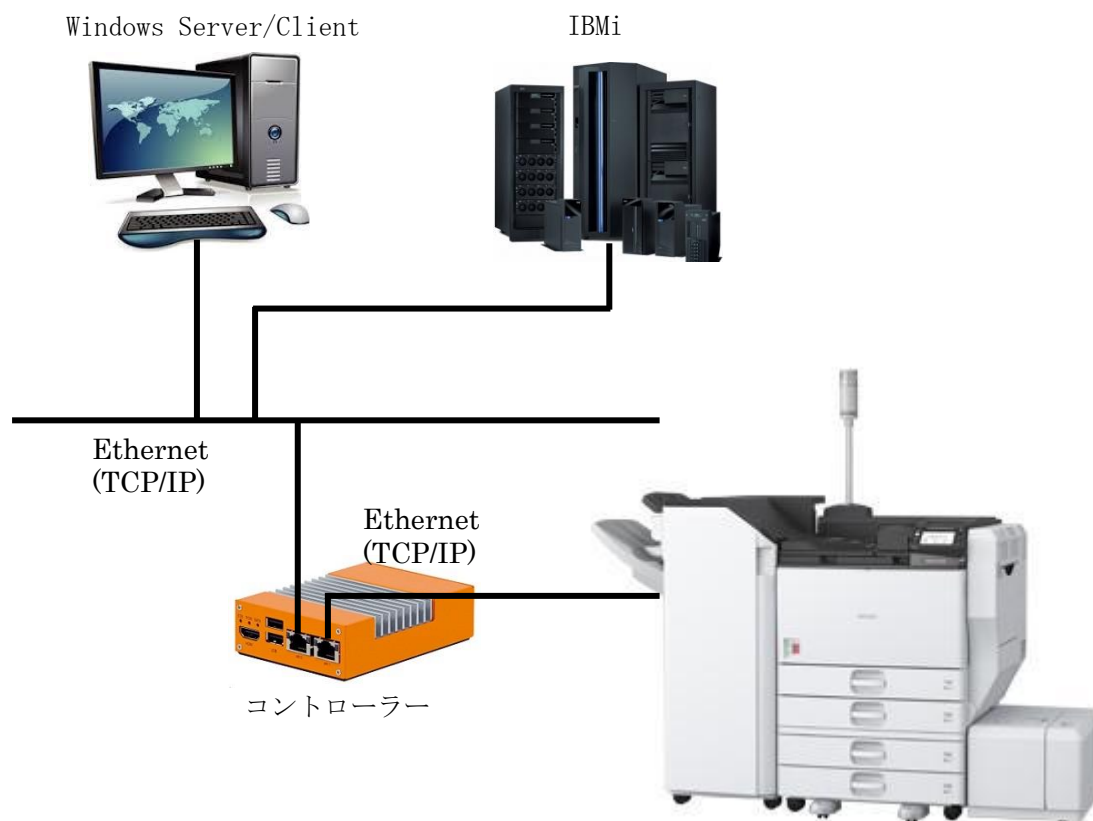 Windows Server/Client
IBMi
Ethernet
(TCP/IP)
Ethernet
(TCP/IP)
コントローラー